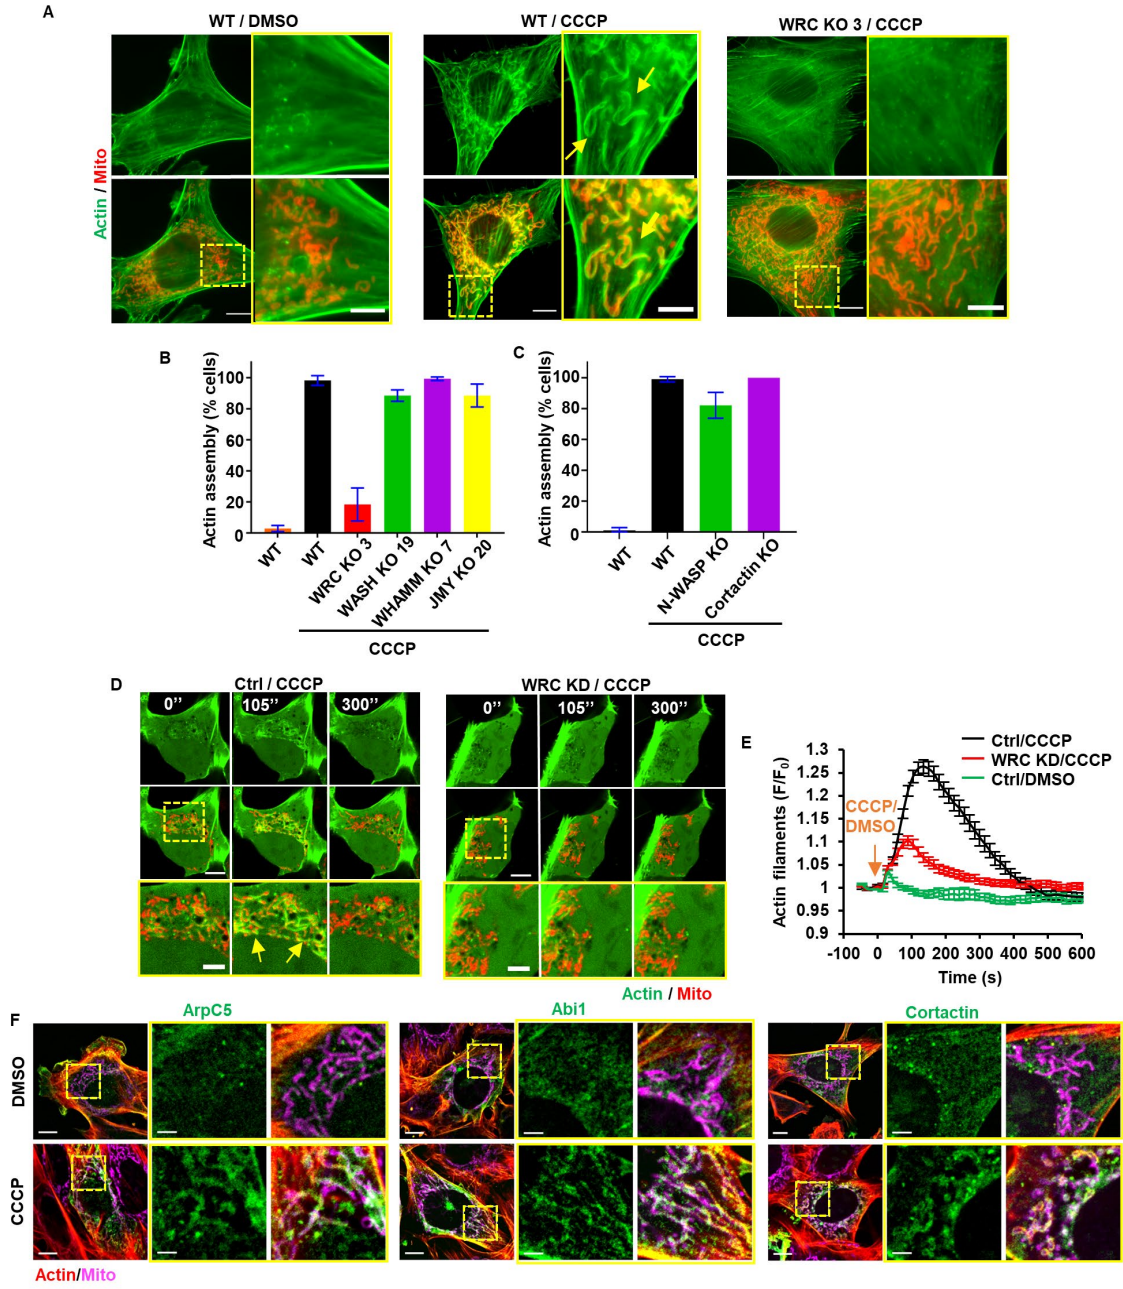 A
WT / DMSO
WT / CCCP
WRC KO 3 / CCCP
Actin / Mito
B
Actin assembly (% cells)
100
80
60
40
20
0
WT
WT
WRC KO 3
WASH KO 19
WHAMM KO 7
JMY KO 20
CCCP
C
Actin assembly (% cells)
100
80
60
40
20
0
WT
WT
N-WASP KO
Cortactin KO
CCCP
D
Ctrl / CCCP
WRC KD / CCCP
0’’
105’’
300’’
0’’
105’’
300’’
Actin / Mito
E
Ctrl/CCCP
WRC KD/CCCP
Ctrl/DMSO
CCCP/
DMSO
Actin filaments (F/F0)
1.3
1.25
1.2
1.15
1.1
1.05
1
0.95
0.9
-100 0 100 200 300 400 500 600
Time (s)
F
ArpC5
Abi1
Cortactin
DMSO
CCCP
Actin/Mito